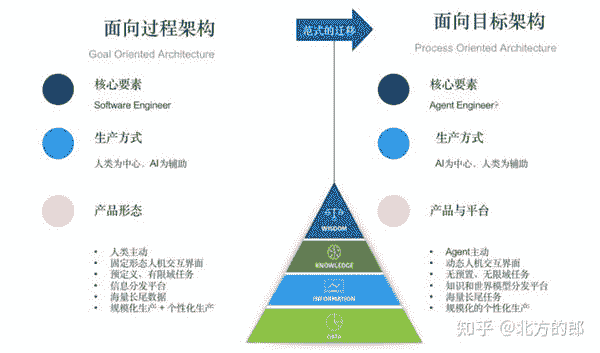 面向过程架构
Goal Oriented Architecture
范式的迁移
面向目标架构
Process Oriented Architecture
核心要素
Software Engineer
生产方式
人类为中心、AI为辅助
产品形态
• 人类主动
• 固定形态人机交互界面
• 预定义、有限域任务
• 信息分发平台
• 海量长尾数据
• 规模化生产 + 个性化生产
WISDOM
KNOWLEDGE
INFORMATION
DATA
核心要素
Agent Engineer?
生产方式
AI为中心、人类为辅助
产品与平台
• Agent主动
• 动态人机交互界面
• 无预置、无限域任务
• 知识和世界模型分发平台
• 海量长尾任务
• 规模化的个性化生产
知乎 @北方的郎